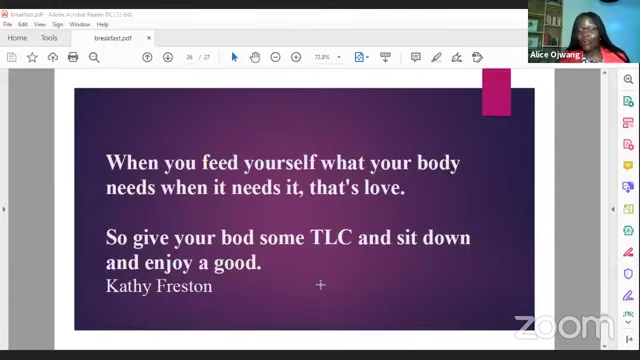 breakfast.pdf - Adobe Acrobat Reader DC (32-bit)
File Edit View Sign Window Help
Home Tools breakfast.pdf ×
26 / 27 72.8%
Alice Ojwang
When you feed yourself what your body
needs when it needs it, that's love.
So give your bod some TLC and sit down
and enjoy a good.
Kathy Freston
zoom